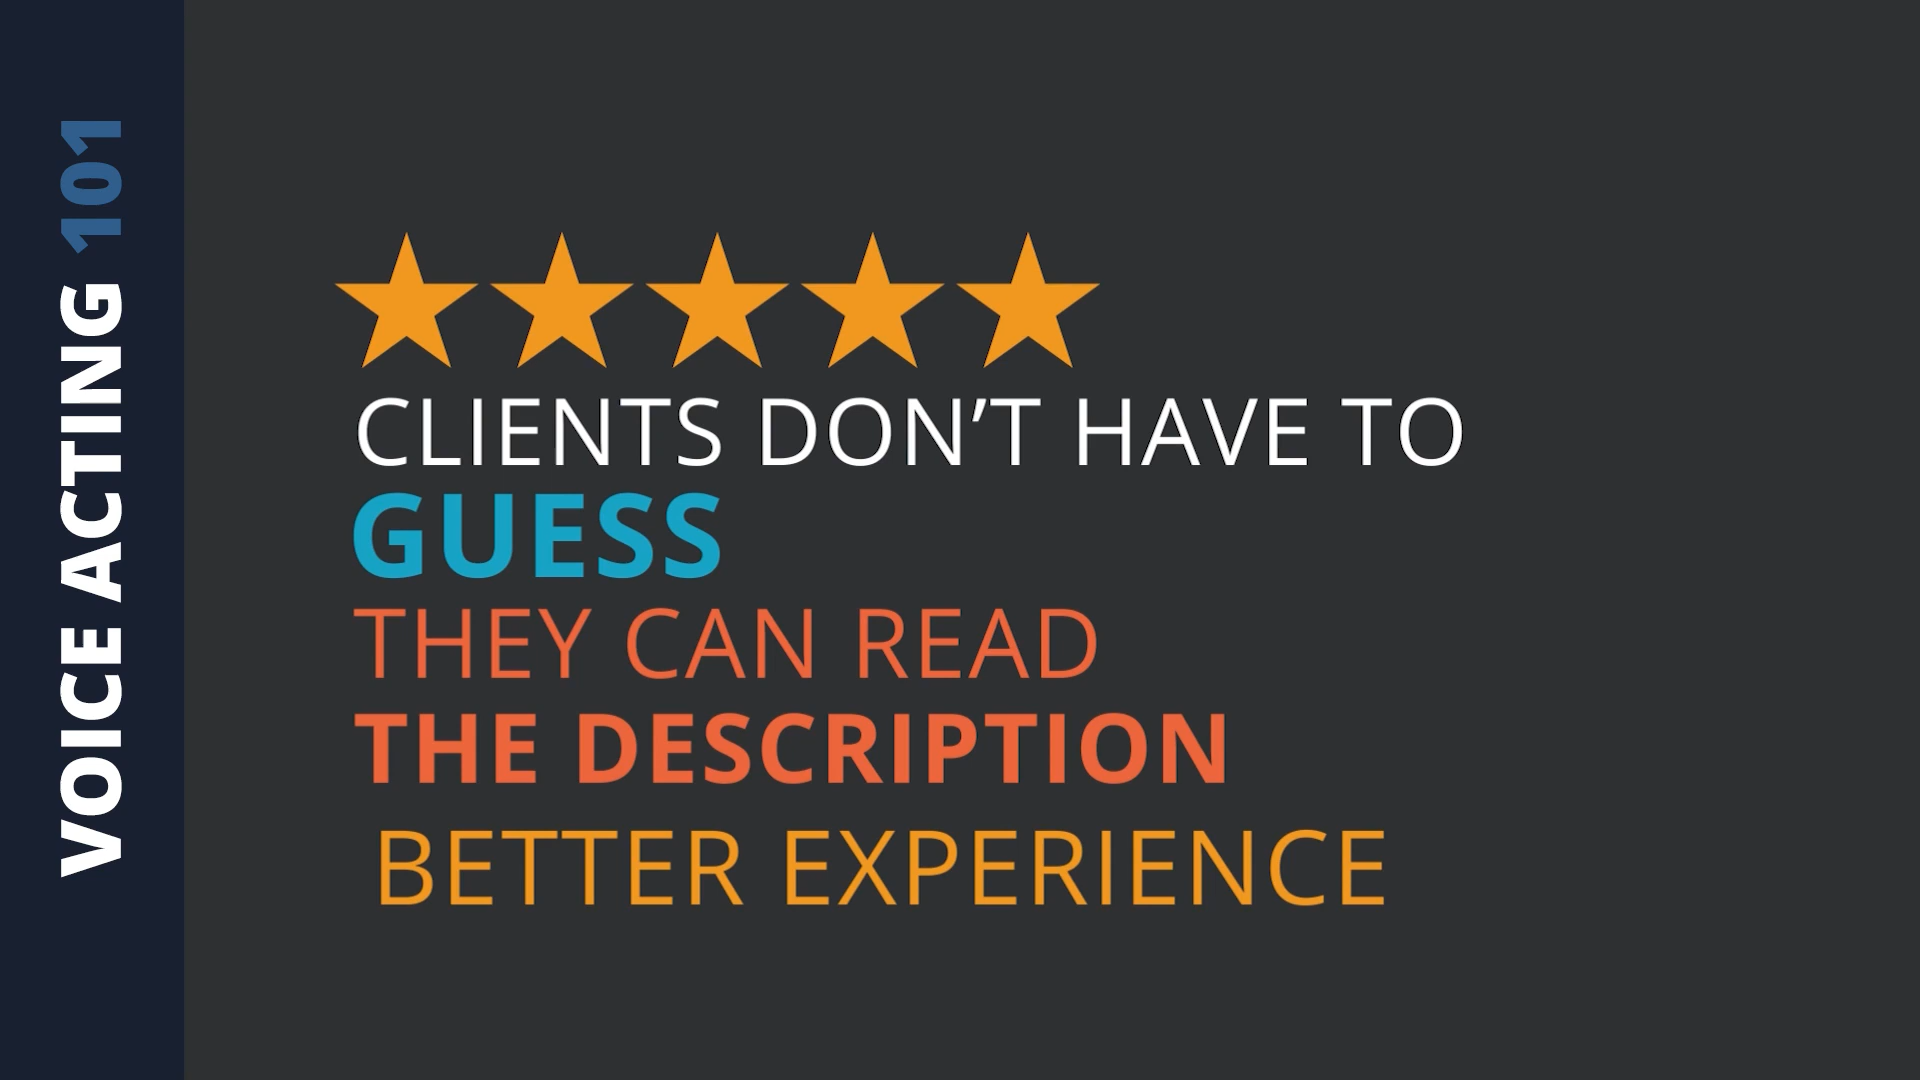 VOICE ACTING 101
CLIENTS DON’T HAVE TO
GUESS
THEY CAN READ
THE DESCRIPTION
BETTER EXPERIENCE